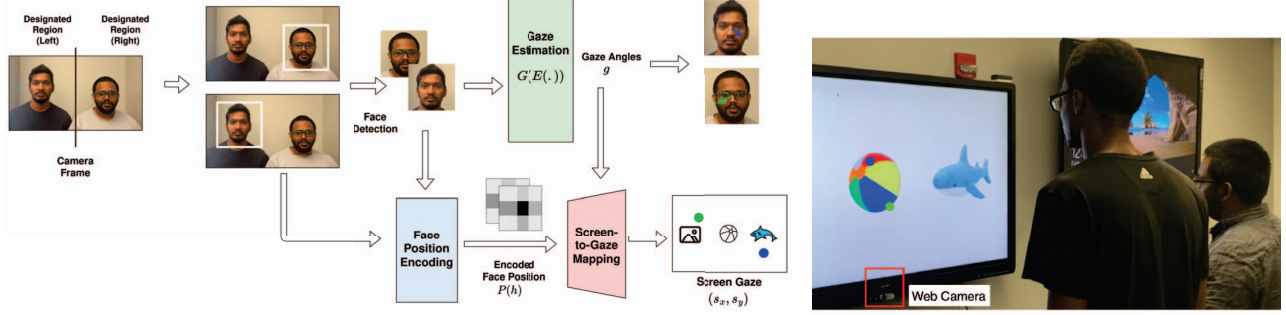 Designated
Region
(Left)
Designated
Region
(Right)
Camera
Frame
Face
Detection
Gaze
Estimation
G(E(.))
Gaze Angles
g
Face
Position
Encoding
Encoded
Face Position
P(h)
Screen-
to-Gaze
Mapping
Screen Gaze
(sx, sy)
Web Camera